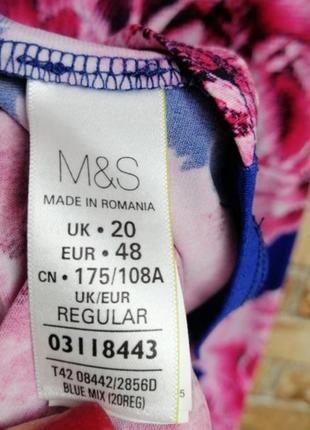 M&S
MADE IN ROMANIA
UK • 20
EUR • 48
CN • 175/108A
UK/EUR
REGULAR
03118443
T42 08442/2856D
BLUE MIX (20REG)
5